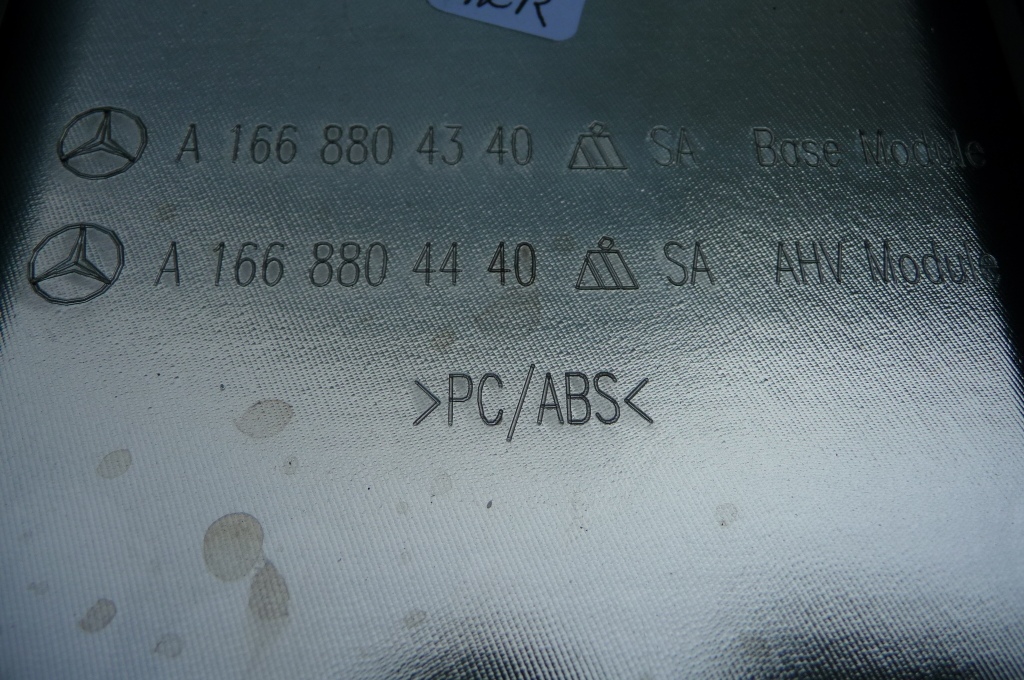 A 166 880 43 40 SA Base Module
A 166 880 44 40 SA AHV Module
>PC/ABS<